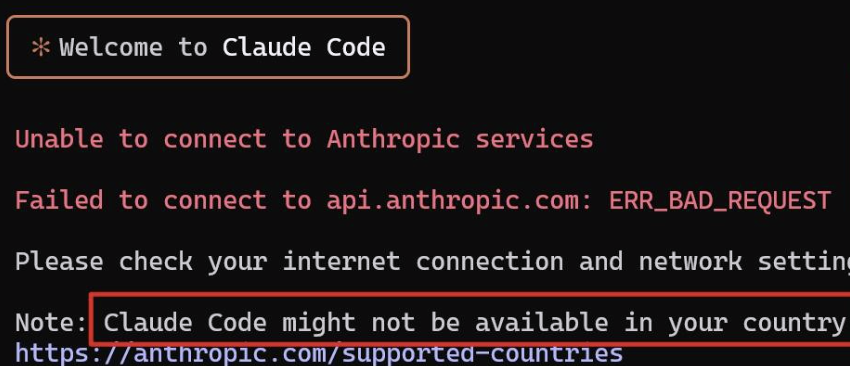 ✻ Welcome to Claude Code
Unable to connect to Anthropic services
Failed to connect to api.anthropic.com: ERR_BAD_REQUEST
Please check your internet connection and network
Note: Claude Code might not be available in your country
https://anthropic.com/supported-countries